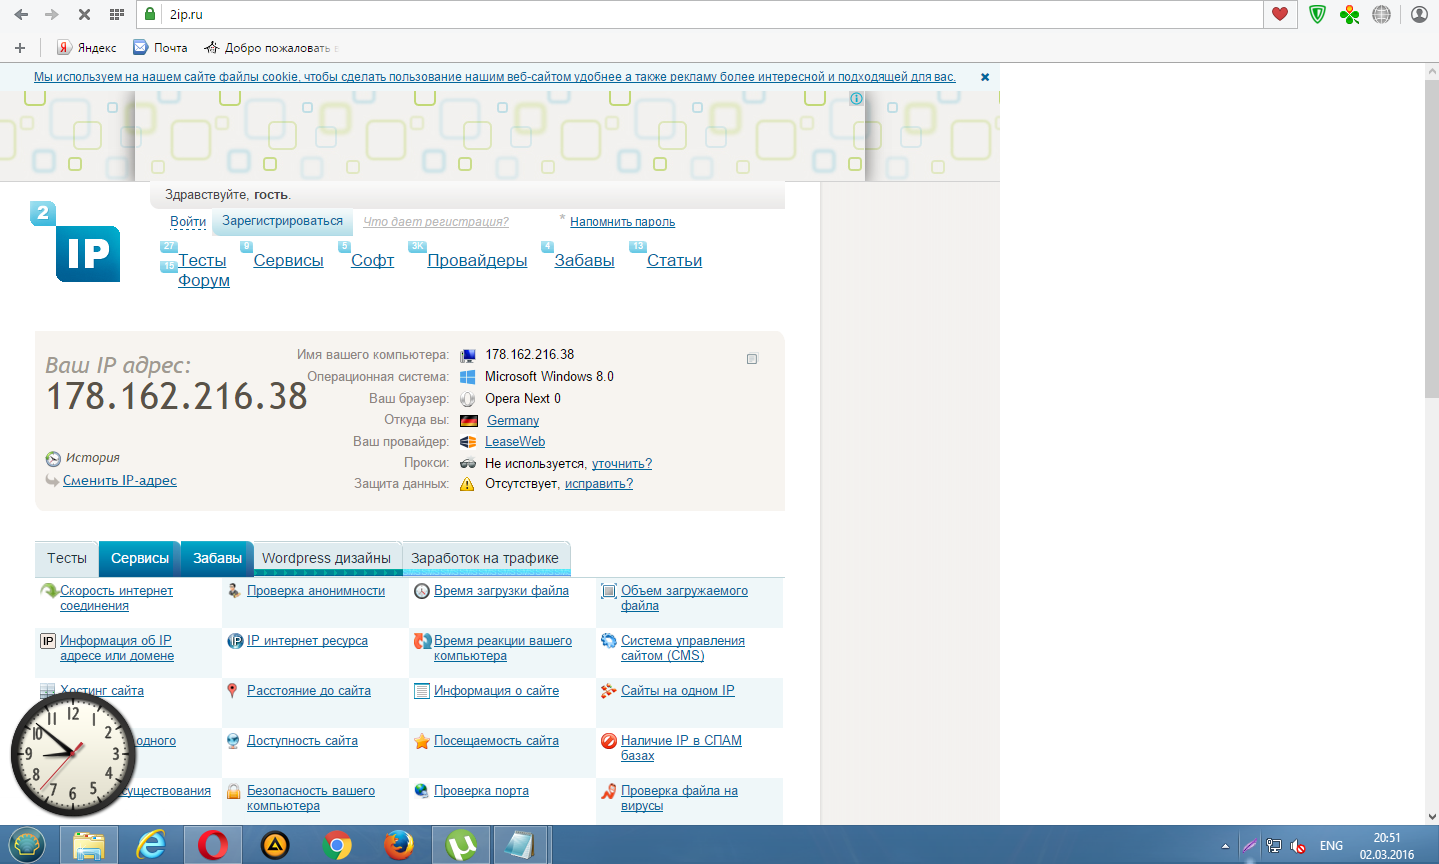 2ip.ru
Яндекс
Почта
Добро пожаловать в
Мы используем на нашем сайте файлы cookie, чтобы сделать пользование нашим веб-сайтом удобнее а также рекламу более интересной и подходящей для вас.
Здравствуйте, гость.
Войти
Зарегистрироваться
Что дает регистрация?
* Напомнить пароль
2
IP
27
Тесты
9
Сервисы
5
Софт
3K
Провайдеры
4
Забавы
13
Статьи
15
Форум
Ваш IP адрес:
178.162.216.38
История
Сменить IP-адрес
Имя вашего компьютера: 178.162.216.38
Операционная система: Microsoft Windows 8.0
Ваш браузер: Opera Next 0
Откуда вы: Germany
Ваш провайдер: LeaseWeb
Прокси: Не используется, уточнить?
Защита данных: Отсутствует, исправить?
Тесты
Сервисы
Забавы
Wordpress дизайны
Заработок на трафике
Скорость интернет
соединения
Проверка анонимности
Время загрузки файла
Объем загружаемого
файла
IP
Информация об IP
адресе или домене
IP
IP интернет ресурса
Время реакции вашего
компьютера
Система управления
сайтом (CMS)
Хостинг сайта
Расстояние до сайта
Информация о сайте
Сайты на одном IP
одного
Доступность сайта
Посещаемость сайта
Наличие IP в СПАМ
базах
существования
Безопасность вашего
компьютера
Проверка порта
Проверка файла на
вирусы
12
1
2
3
4
5
6
7
8
9
10
11
ENG
20:51
02.03.2016